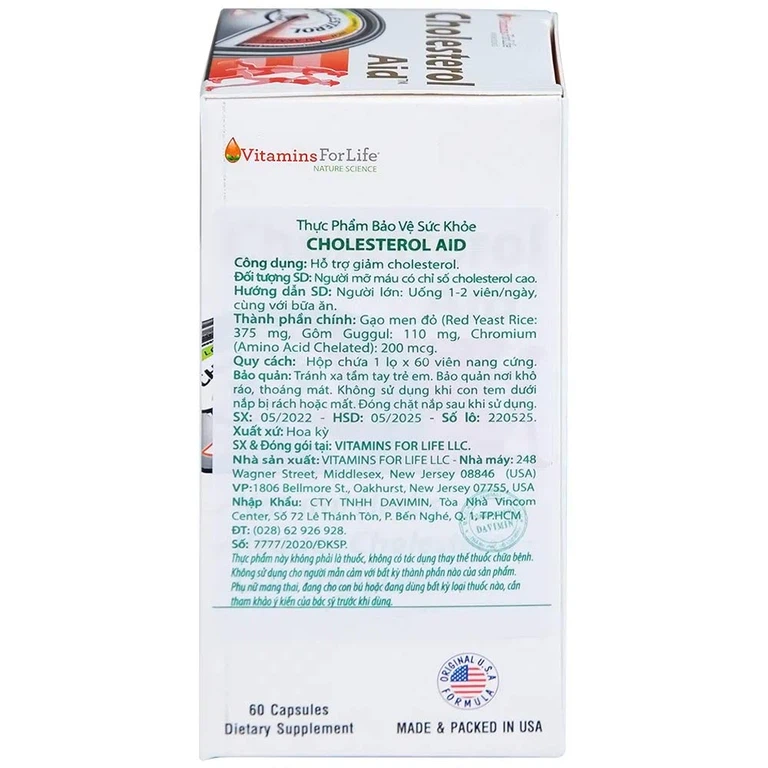 CHOLESTEROL
Cholesterol
Aid™
VitaminsForLife
VitaminsForLife®
NATURE SCIENCE
Thực Phẩm Bảo Vệ Sức Khỏe
CHOLESTEROL AID
Công dụng: Hỗ trợ giảm cholesterol.
Đối tượng SD: Người mỡ máu có chỉ số cholesterol cao.
Hướng dẫn SD: Người lớn: Uống 1-2 viên/ngày,
cùng với bữa ăn.
Thành phần chính: Gạo men đỏ (Red Yeast Rice:
375 mg, Gôm Guggul: 110 mg, Chromium
(Amino Acid Chelated): 200 mcg.
Quy cách: Hộp chứa 1 lọ x 60 viên nang cứng.
Bảo quản: Tránh xa tầm tay trẻ em. Bảo quản nơi khô
ráo, thoáng mát. Không sử dụng khi con tem dưới
nắp bị rách hoặc mất. Đóng chặt nắp sau khi sử dụng.
SX: 05/2022 - HSD: 05/2025 - Số lô: 220525.
Xuất xứ: Hoa kỳ
SX & Đóng gói tại: VITAMINS FOR LIFE LLC.
Nhà sản xuất: VITAMINS FOR LIFE LLC - Nhà máy: 248
Wagner Street, Middlesex, New Jersey 08846 (USA)
VP:1806 Bellmore St., Oakhurst, New Jersey 07755, USA
Nhập Khẩu: CTY TNHH DAVIMIN, Tòa Nhà Vincom
Center, Số 72 Lê Thánh Tôn, P. Bến Nghé, Q. 1, TP.HCM
DAVIMIN
ĐT: (028) 62 926 928.
Số: 7777/2020/ĐKSP.
Thực phẩm này không phải là thuốc, không có tác dụng thay thế thuốc chữa bệnh.
Không sử dụng cho người mẫn cảm với bất kỳ thành phần nào của sản phẩm.
Phụ nữ mang thai, đang cho con bú hoặc đang dùng bất kỳ loại thuốc nào, cần
tham khảo ý kiến của bác sỹ trước khi dùng.
ORIGINAL U.S.A
FORMULA
60 Capsules
Dietary Supplement
MADE & PACKED IN USA